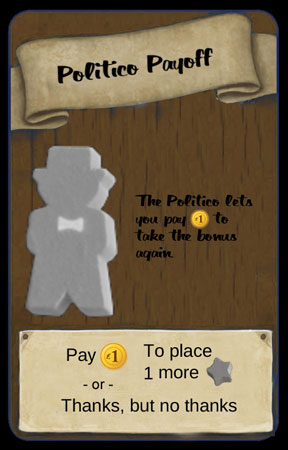 Politico Payoff
The Politico lets
you pay 1 to
take the bonus
again.
Pay 1 To place
1 more
- or -
Thanks, but no thanks